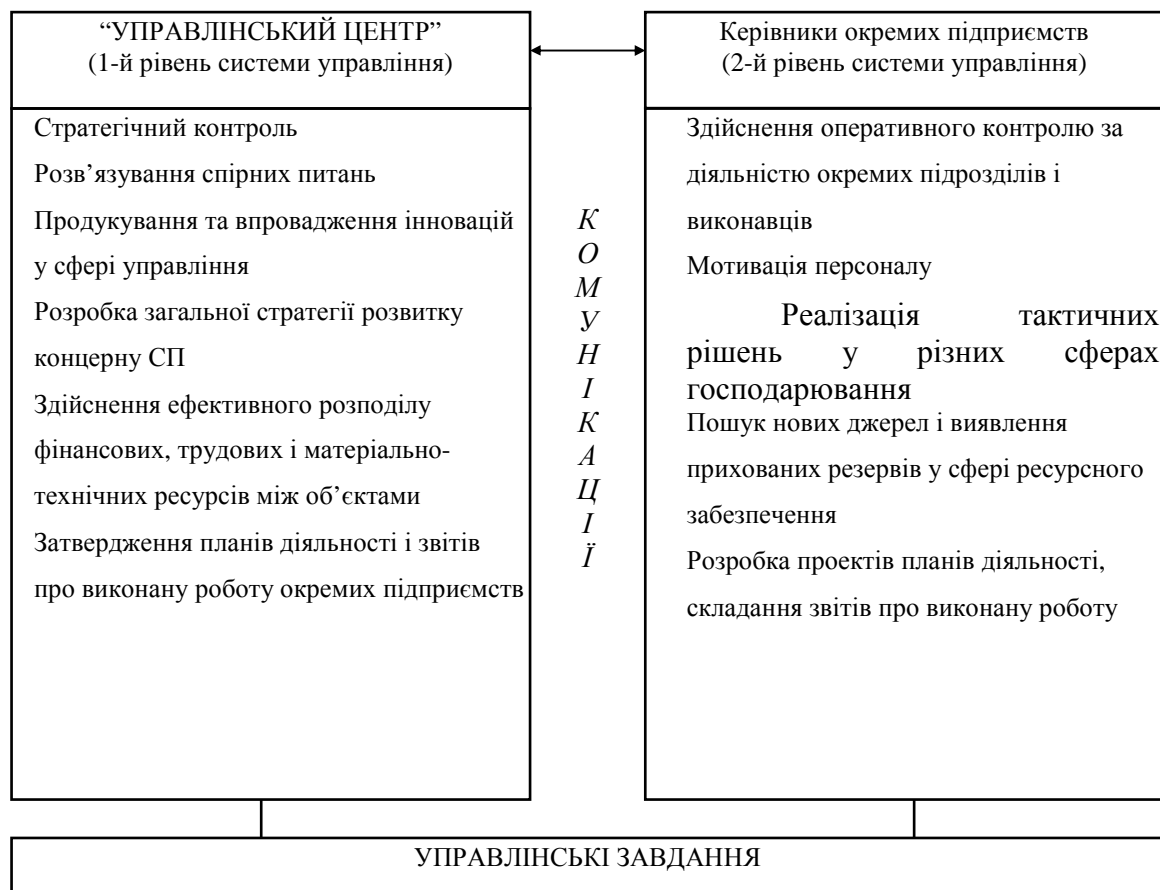 “УПРАВЛІНСЬКИЙ ЦЕНТР”
(1-й рівень системи управління)
Стратегічний контроль
Розв’язування спірних питань
Продукування та впровадження інновацій
у сфері управління
Розробка загальної стратегії розвитку
концерну СП
Здійснення ефективного розподілу
фінансових, трудових і матеріально-
технічних ресурсів між об’єктами
Затвердження планів діяльності і звітів
про виконану роботу окремих підприємств
К
О
М
У
Н
І
К
А
Ц
І
Ї
Керівники окремих підприємств
(2-й рівень системи управління)
Здійснення оперативного контролю за
діяльністю окремих підрозділів і
виконавців
Мотивація персоналу
Реалізація тактичних
рішень у різних сферах
господарювання
Пошук нових джерел і виявлення
прихованих резервів у сфері ресурсного
забезпечення
Розробка проектів планів діяльності,
складання звітів про виконану роботу
УПРАВЛІНСЬКІ ЗАВДАННЯ